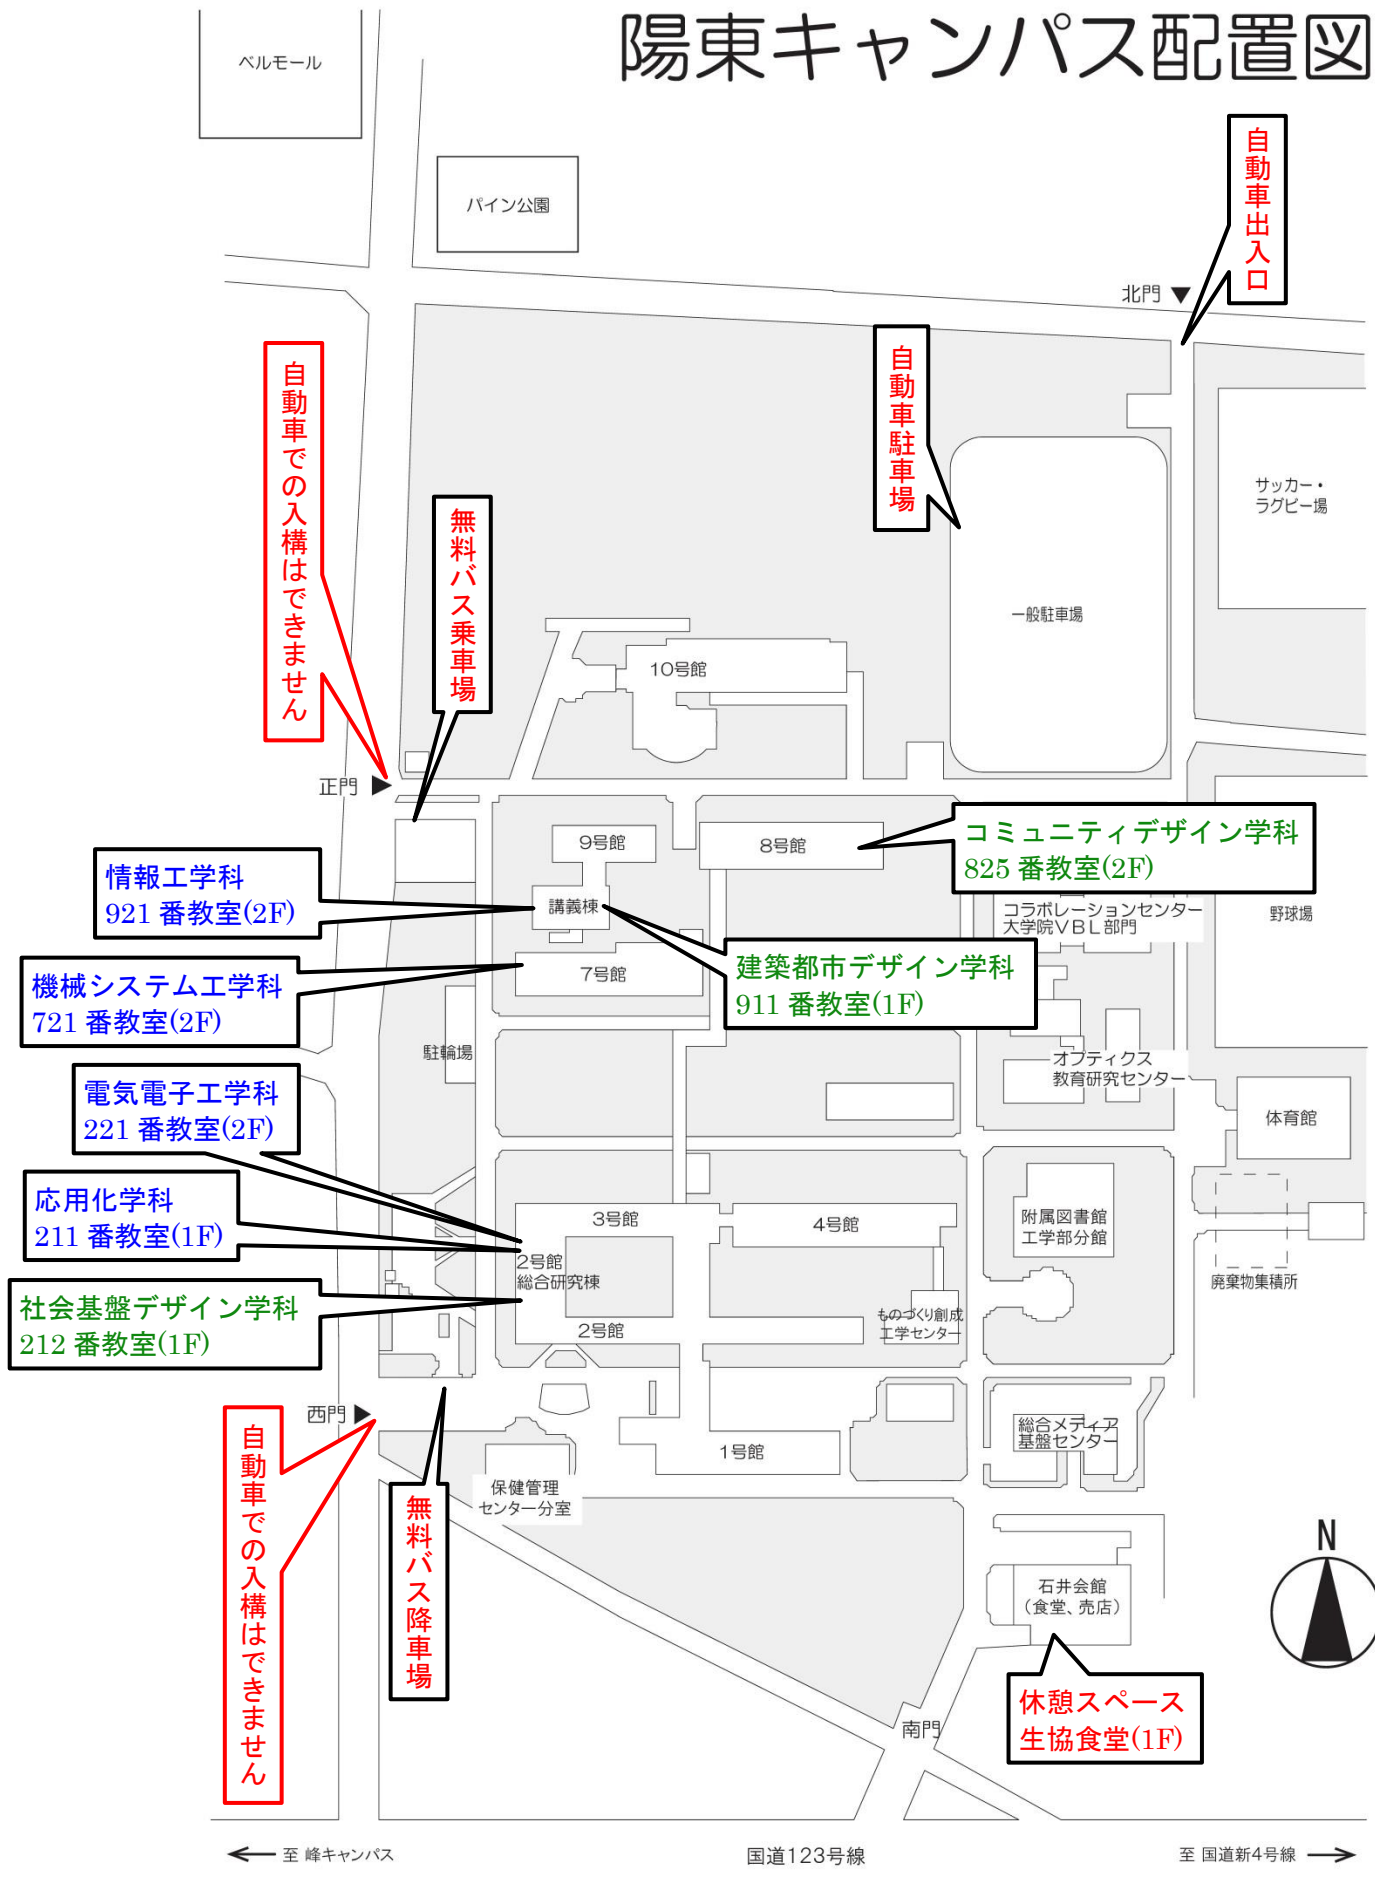 陽東キャンパス配置図
ベルモール
パイン公園
自動車出入口
北門
自動車駐車場
自動車での入構はできません
無料バス乗車場
サッカー・
ラグビー場
一般駐車場
10号館
正門
9号館
8号館
コミュニティデザイン学科
825 番教室(2F)
情報工学科
921 番教室(2F)
講義棟
コラボレーションセンター
大学院VBL部門
野球場
機械システム工学科
721 番教室(2F)
7号館
建築都市デザイン学科
911 番教室(1F)
駐輪場
オプティクス
教育研究センター
電気電子工学科
221 番教室(2F)
体育館
応用化学科
211 番教室(1F)
3号館
4号館
附属図書館
工学部分館
2号館
総合研究棟
廃棄物集積所
社会基盤デザイン学科
212 番教室(1F)
2号館
ものづくり創成
工学センター
西門
自動車での入構はできません
無料バス降車場
1号館
総合メディア
基盤センター
保健管理
センター分室
N
石井会館
（食堂、売店）
休憩スペース
生協食堂(1F)
南門
至 峰キャンパス
国道123号線
至 国道新4号線